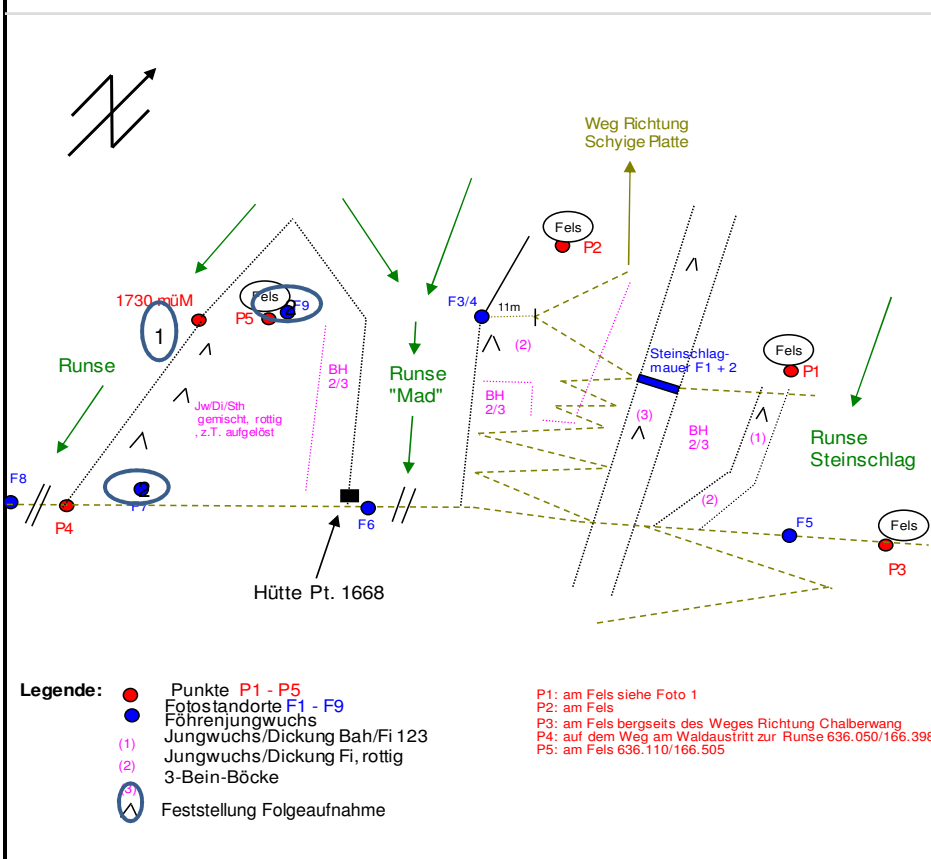 Weg Richtung
Schyige Platte
Fels
P2
1730 müM
Fels
F9
2
P5
F3/4
11m
1
(2)
Runse
BH
2/3
Runse
"Mad"
Steinschlag-
mauer F1 + 2
Fels
P1
Jw/Di/Sth
gemischt, rottig
, z.T. aufgelöst
BH
2/3
(3)
BH
2/3
(1)
Runse
Steinschlag
F8
2
F7
P4
F6
(2)
F5
Fels
P3
Hütte Pt. 1668
Legende:
Punkte P1 - P5
Fotostandorte F1 - F9
Föhrenjungwuchs
(1)
Jungwuchs/Dickung Bah/Fi 123
(2)
Jungwuchs/Dickung Fi, rottig
(3)
3-Bein-Böcke
Feststellung Folgeaufnahme
P1: am Fels siehe Foto 1
P2: am Fels
P3: am Fels bergseits des Weges Richtung Chalberwang
P4: auf dem Weg am Waldaustritt zur Runse 636.050/166.398
P5: am Fels 636.110/166.505